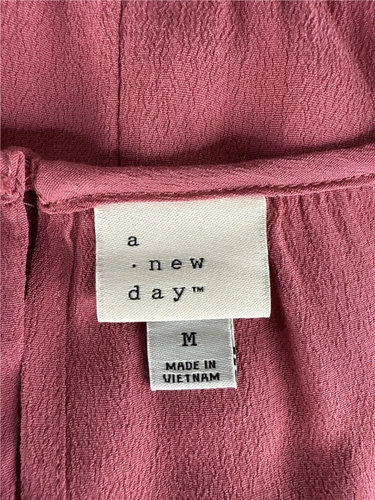 a
· new
day™
M
MADE IN
VIETNAM